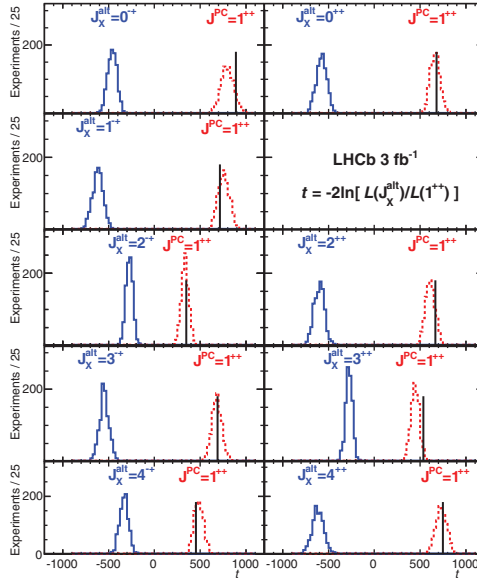 J_X^alt=0^-+ J^PC=1^++
J_X^alt=0^++ J^PC=1^++
Experiments / 25
200
J_X^alt=1^-+ J^PC=1^++
LHCb 3 fb^-1
t = -2ln[ L(J_X^alt)/L(1^++) ]
Experiments / 25
200
J_X^alt=2^-+ J^PC=1^++
J_X^alt=2^++ J^PC=1^++
Experiments / 25
200
J_X^alt=3^-+ J^PC=1^++
J_X^alt=3^++ J^PC=1^++
Experiments / 25
200
J_X^alt=4^-+ J^PC=1^++
J_X^alt=4^++ J^PC=1^++
Experiments / 25
200
0
-1000 -500 0 500 1000 -1000 -500 0 500 1000
t t